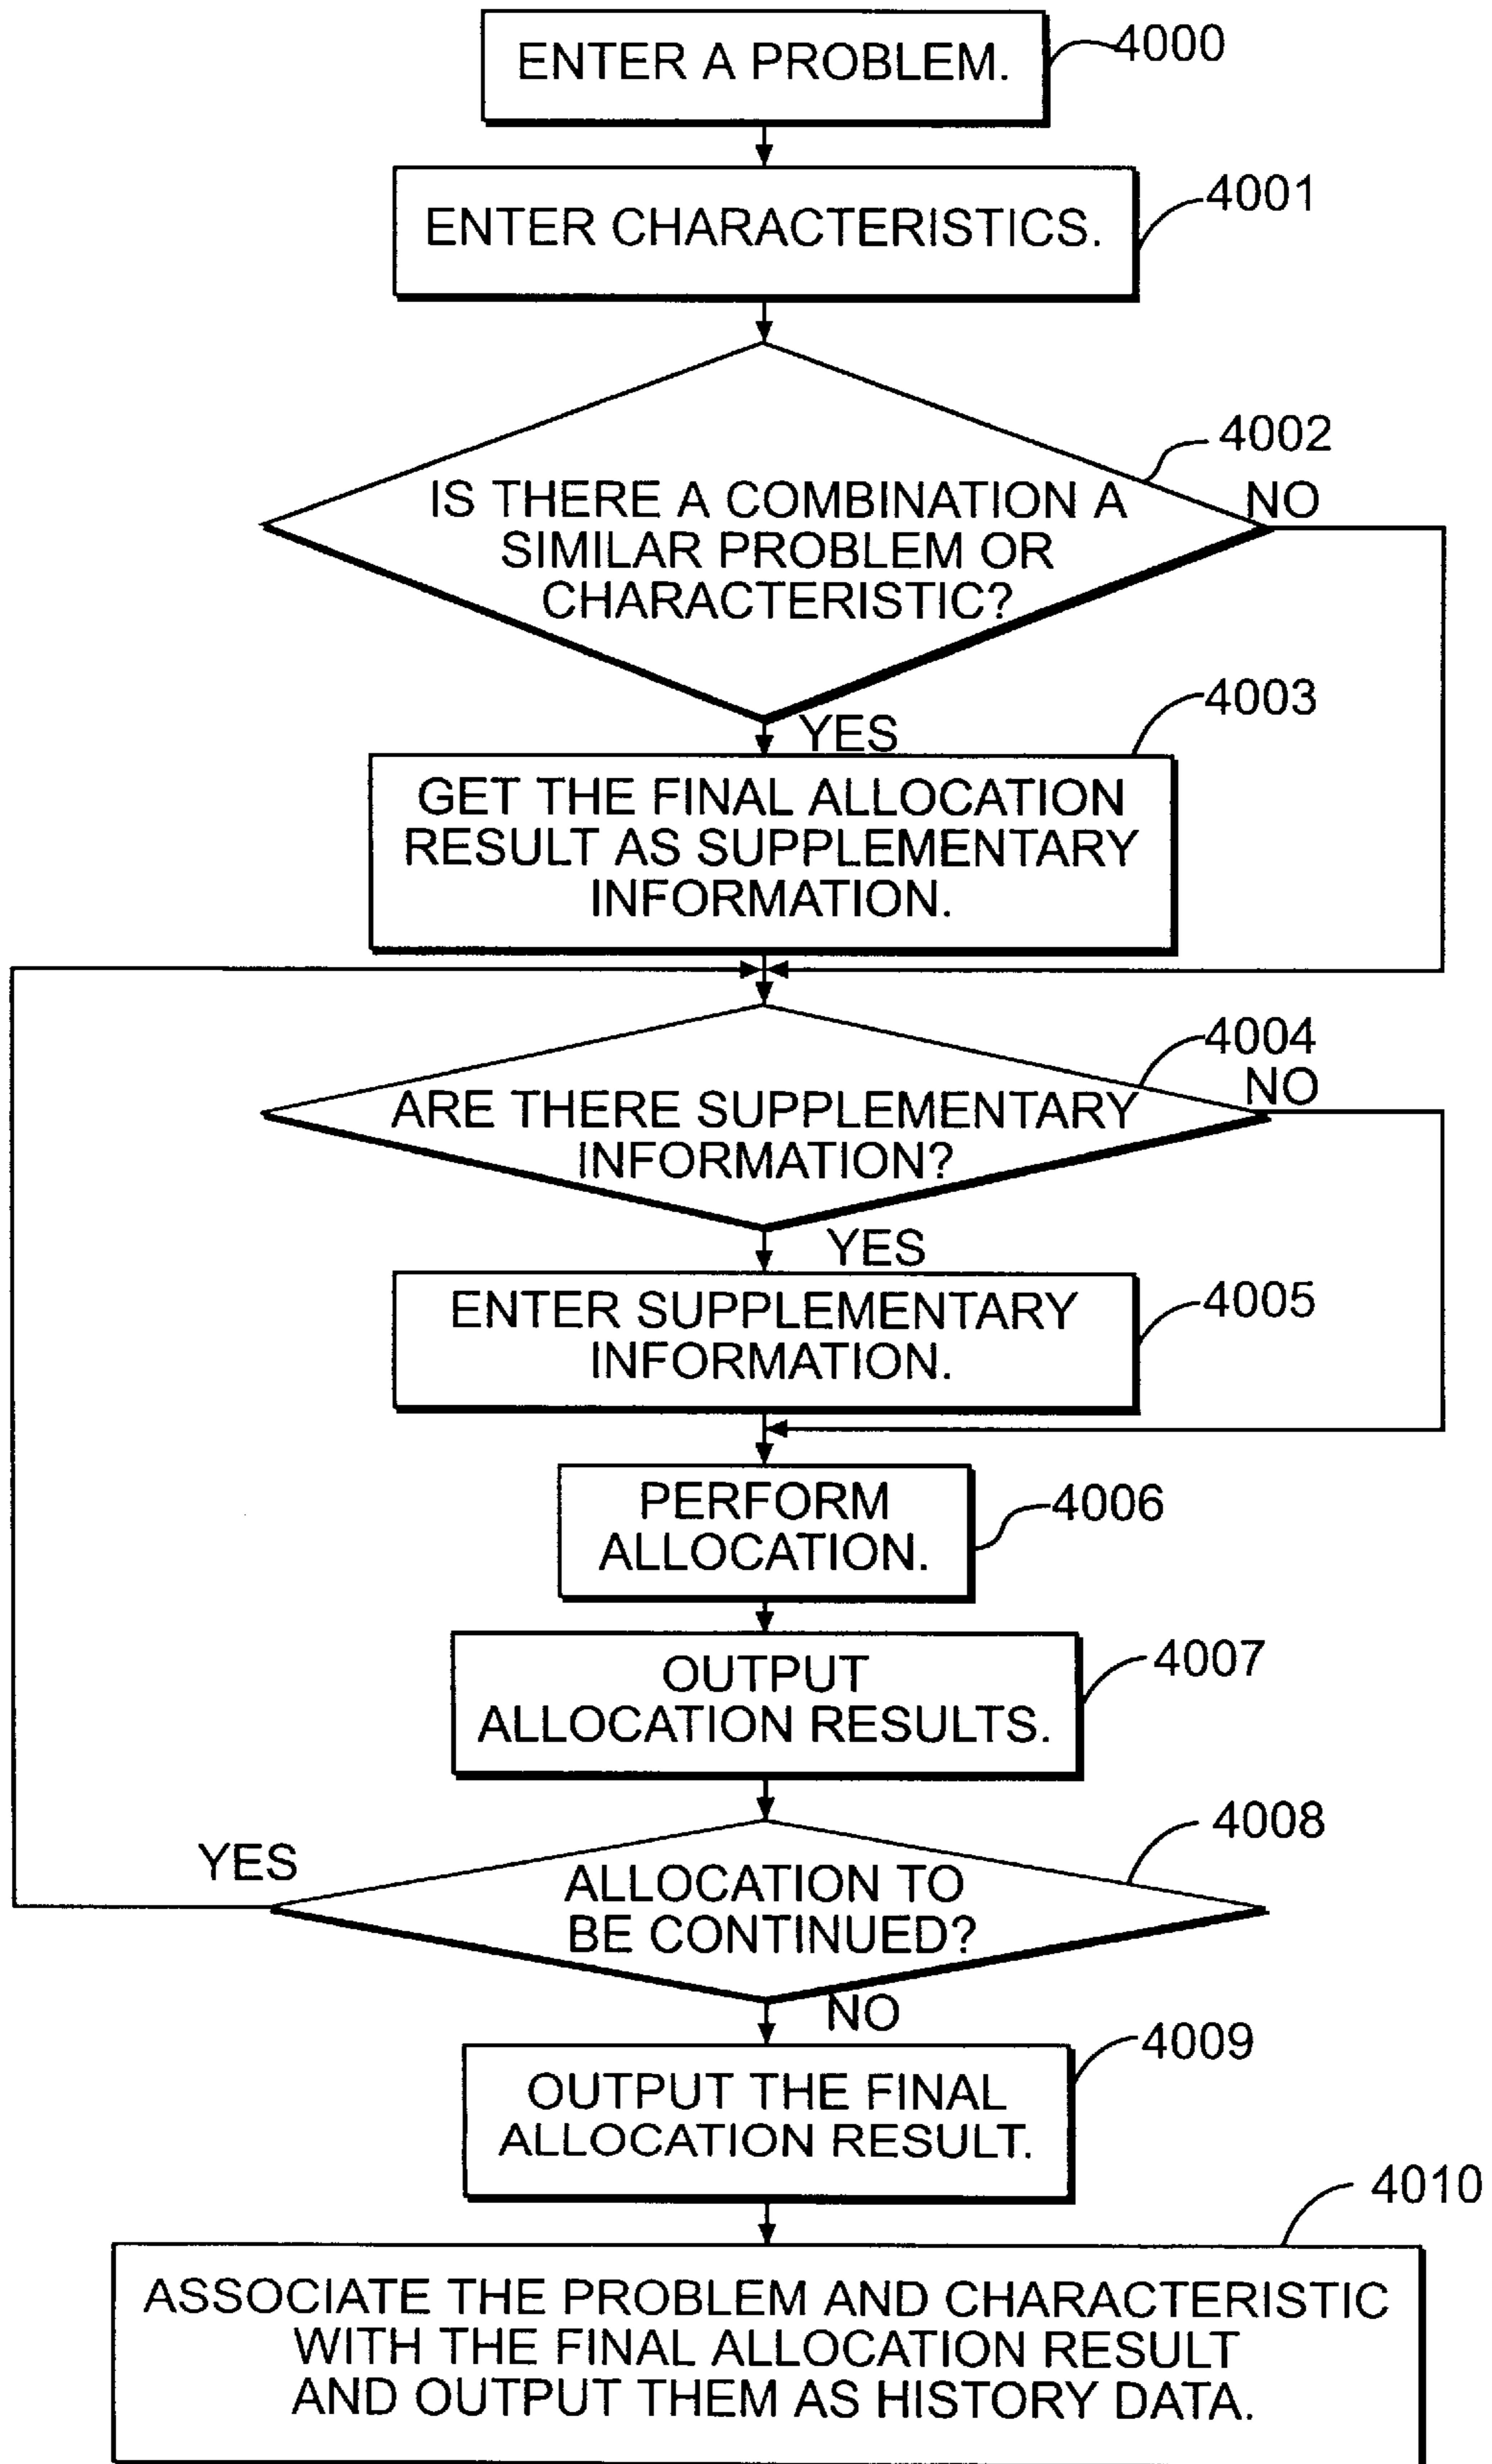 ENTER A PROBLEM.
4000
ENTER CHARACTERISTICS.
4001
4002
IS THERE A COMBINATION A
SIMILAR PROBLEM OR
CHARACTERISTIC?
NO
YES
4003
GET THE FINAL ALLOCATION
RESULT AS SUPPLEMENTARY
INFORMATION.
4004
ARE THERE SUPPLEMENTARY
INFORMATION?
NO
YES
ENTER SUPPLEMENTARY
INFORMATION.
4005
PERFORM
ALLOCATION.
4006
OUTPUT
ALLOCATION RESULTS.
4007
4008
YES
ALLOCATION TO
BE CONTINUED?
NO
4009
OUTPUT THE FINAL
ALLOCATION RESULT.
4010
ASSOCIATE THE PROBLEM AND CHARACTERISTIC
WITH THE FINAL ALLOCATION RESULT
AND OUTPUT THEM AS HISTORY DATA.